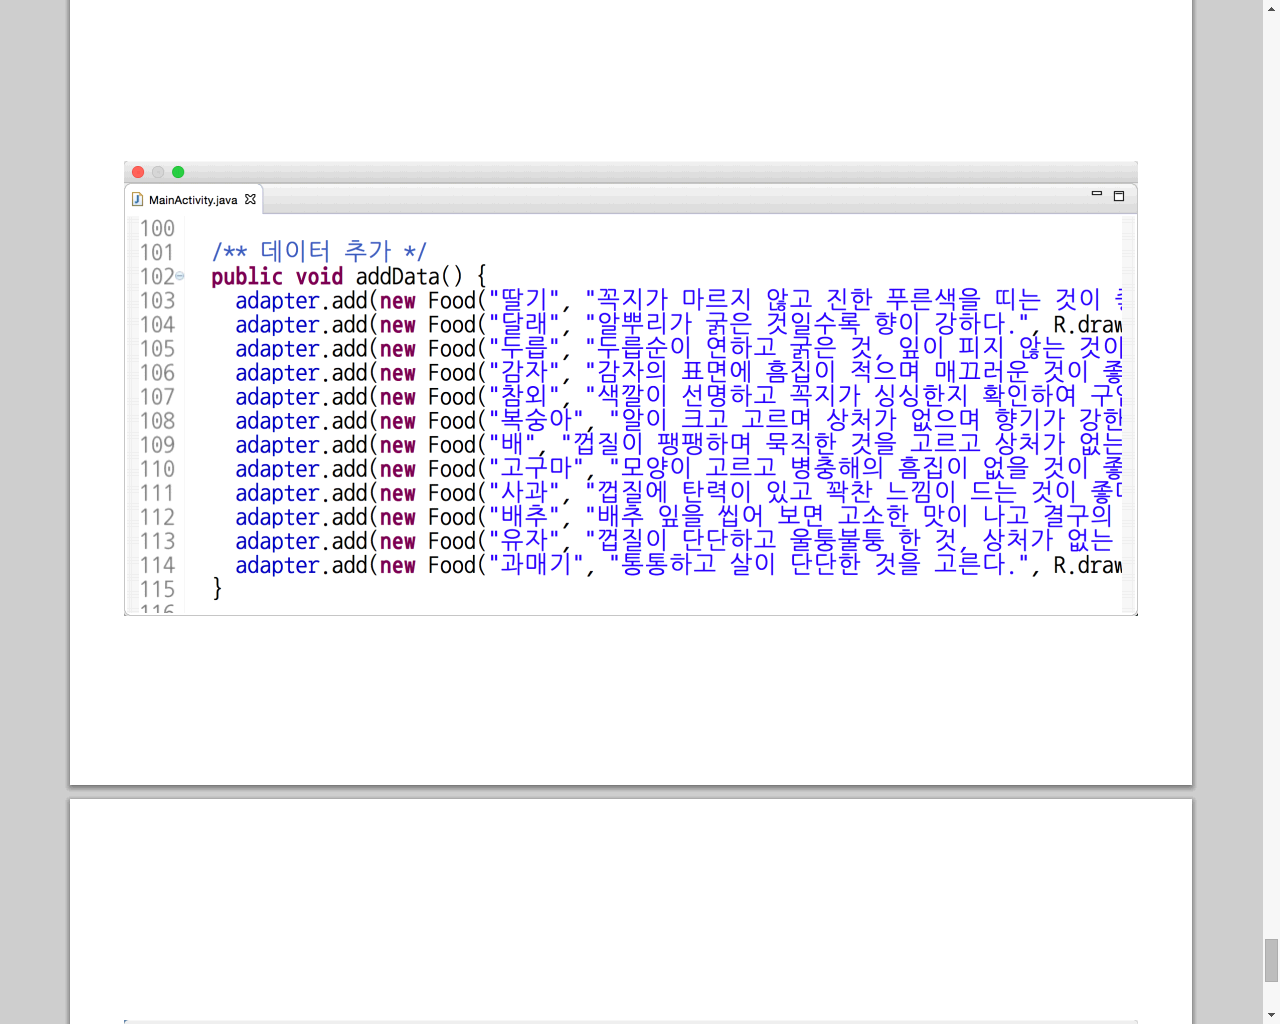 MainActivity.java
100
101 /** 데이터 추가 */
102 public void addData() {
103 adapter.add(new Food("딸기", "꼭지가 마르지 않고 진한 푸른색을 띠는 것이
104 adapter.add(new Food("달래", "알뿌리가 굵은 것일수록 향이 강하다.", R.draw
105 adapter.add(new Food("두릅", "두릅순이 연하고 굵은 것, 잎이 피지 않는 것이
106 adapter.add(new Food("감자", "감자의 표면에 흠집이 적으며 매끄러운 것이 좋
107 adapter.add(new Food("참외", "색깔이 선명하고 꼭지가 싱싱한지 확인하여 구
108 adapter.add(new Food("복숭아", "알이 크고 고르며 상처가 없으며 향기가 강한
109 adapter.add(new Food("배", "껍질이 팽팽하며 묵직한 것을 고르고 상처가 없는
110 adapter.add(new Food("고구마", "모양이 고르고 병충해의 흠집이 없을 것이 좋
111 adapter.add(new Food("사과", "껍질에 탄력이 있고 꽉찬 느낌이 드는 것이 좋다
112 adapter.add(new Food("배추", "배추 잎을 씹어 보면 고소한 맛이 나고 결구의
113 adapter.add(new Food("유자", "껍질이 단단하고 울퉁불퉁 한 것, 상처가 없는
114 adapter.add(new Food("과매기", "통통하고 살이 단단한 것을 고른다.", R.draw
115 }
116